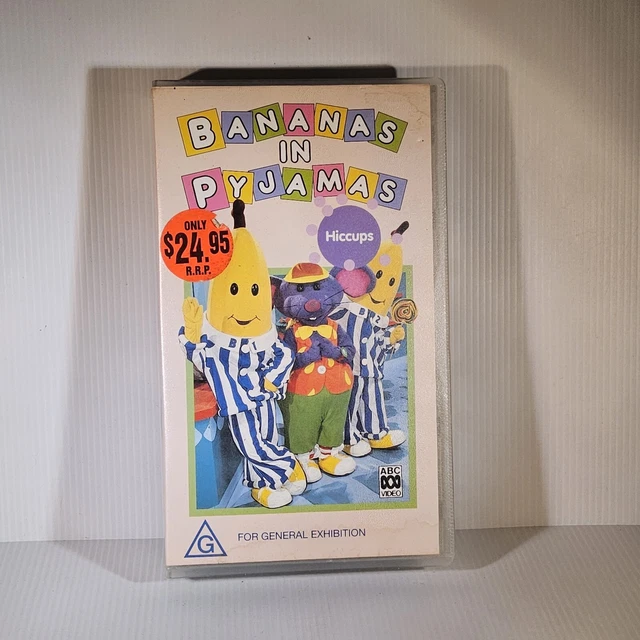 BANANAS
IN
PYJAMAS
ONLY
$24.95
R.R.P.
Hiccups
ABC
VIDEO
G
FOR GENERAL EXHIBITION